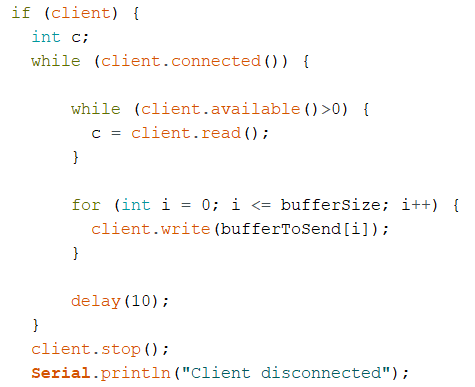 if (client) {
int c;
while (client.connected()) {
while (client.available()>0) {
c = client.read();
}
for (int i = 0; i <= bufferSize; i++) {
client.write(bufferToSend[i]);
}
delay(10);
}
client.stop();
Serial.println("Client disconnected");